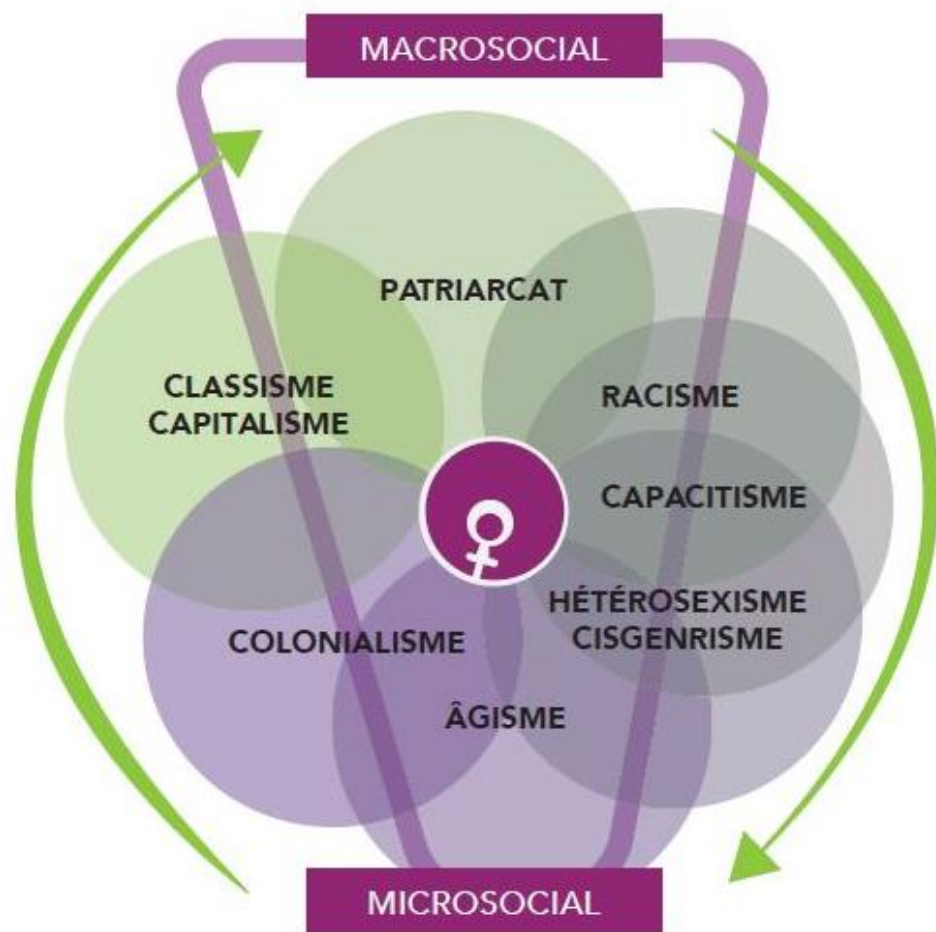 MACROSOCIAL
PATRIARCAT
CLASSISME
CAPITALISME
RACISME
CAPACITISME
HÉTÉROSEXISME
CISGENRISME
COLONIALISME
ÂGISME
MICROSOCIAL